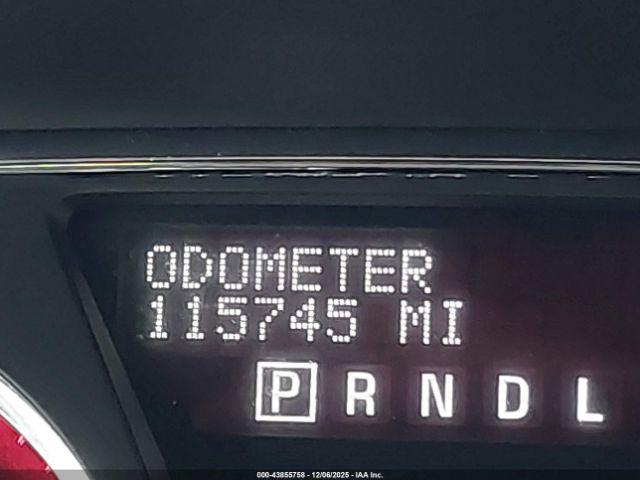 ODOMETER
115745 MI
P R N D L
000-43855758 - 12/06/2025 - © IAA Inc.